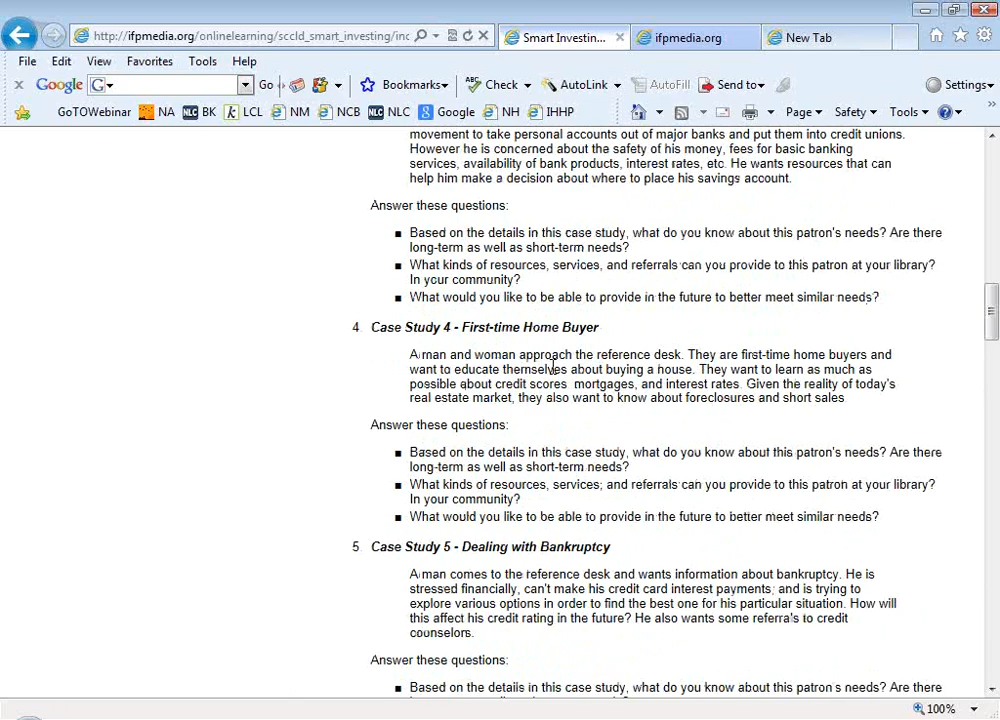 http://ifpmedia.org/onlinelearning/sccld_smart_investing/inc
Smart Investin...
ifpmedia.org
New Tab
File Edit View Favorites Tools Help
x Google G Go Bookmarks Check AutoLink AutoFill Send to Settings
GoTOWebinar NA NLC BK k LCL NM NCB NLC NLC g Google NH IHHP Page Safety Tools
movement to take personal accounts out of major banks and put them into credit unions.
However he is concerned about the safety of his money, fees for basic banking
services, availability of bank products, interest rates, etc. He wants resources that can
help him make a decision about where to place his savings account.
Answer these questions:
■ Based on the details in this case study, what do you know about this patron's needs? Are there
long-term as well as short-term needs?
■ What kinds of resources, services, and referrals can you provide to this patron at your library?
In your community?
■ What would you like to be able to provide in the future to better meet similar needs?
4. Case Study 4 - First-time Home Buyer
A man and woman approach the reference desk. They are first-time home buyers and
want to educate themselves about buying a house. They want to learn as much as
possible about credit scores mortgages, and interest rates. Given the reality of today's
real estate market, they also want to know about foreclosures and short sales
Answer these questions:
■ Based on the details in this case study, what do you know about this patron's needs? Are there
long-term as well as short-term needs?
■ What kinds of resources, services, and referrals can you provide to this patron at your library?
In your community?
■ What would you like to be able to provide in the future to better meet similar needs?
5. Case Study 5 - Dealing with Bankruptcy
A man comes to the reference desk and wants information about bankruptcy. He is
stressed financially, can't make his credit card interest payments, and is trying to
explore various options in order to find the best one for his particular situation. How will
this affect his credit rating in the future? He also wants some referrals to credit
counselors.
Answer these questions:
■ Based on the details in this case study, what do you know about this patron's needs? Are there
100%